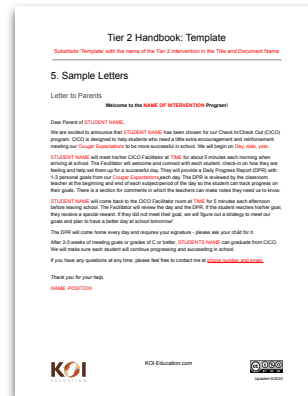 Tier 2 Handbook: Template
Substitute 'Template' with the name of the Tier 2 intervention in the Title and Document Name
5. Sample Letters
Letter to Parents
Welcome to the NAME OF INTERVENTION Program!
Dear Parent of STUDENT NAME,
We are excited to announce that STUDENT NAME has been chosen for our Check In/Check Out (CICO)
program. CICO is designed to help students who need a little extra encouragement and reinforcement
meeting our Cougar Expectations to be more successful in school. We will begin on Day, date, year.
STUDENT NAME will meet his/her CICO Facilitator at TIME for about 5 minutes each morning when
arriving at school. The Facilitator will welcome and connect with each student, check-in on how they are
feeling and help set them up for a successful day. They will provide a Daily Progress Report (DPR) with
1-3 personal goals from our Cougar Expectations each day. The DPR is reviewed by the classroom
teacher at the beginning and end of each subject/period of the day so the student can track progress on
their goals. There is a section for comments in which the teachers can make notes they need us to know.
STUDENT NAME will come back to the CICO Facilitator room at TIME for 5 minutes each afternoon
before leaving school. The Facilitator will review the day and the DPR. If the student reaches his/her goal,
they receive a special reward. If they did not meet their goal, we will figure out a strategy to meet our
goals and plan to have a better day at school tomorrow!
The DPR will come home every day and requires your signature - please ask your child for it.
After 2-3 weeks of meeting goals or grades of C or better, STUDENTS NAME can graduate from CICO.
We will make sure each student will continue progressing and succeeding in school.
If you have any questions at any time, please feel free to contact me at phone number and email.
Thank you for your help,
NAME, POSITION
KOI
EDUCATION
KOI-Education.com
Updated ©2023